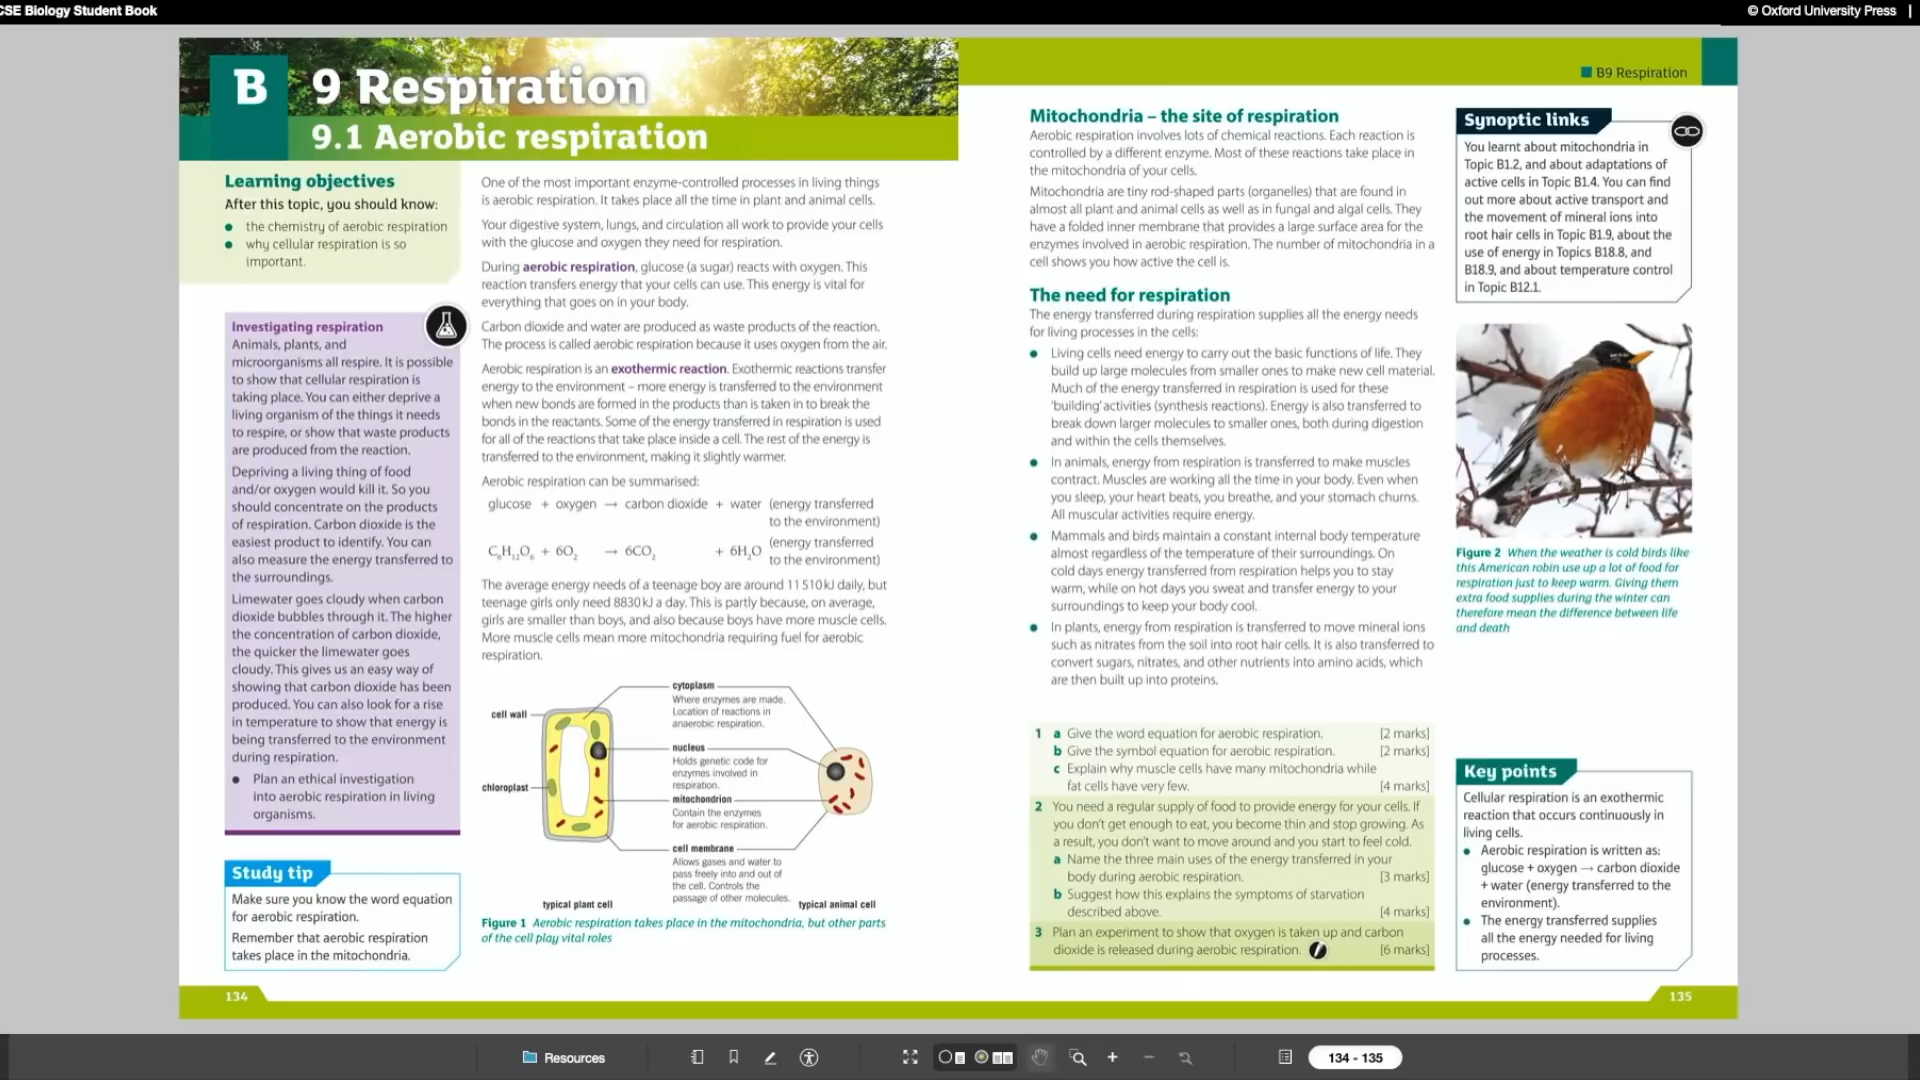 CSE Biology Student Book
© Oxford University Press |
B
9 Respiration
9.1 Aerobic respiration
Learning objectives
After this topic, you should know:
● the chemistry of aerobic respiration
● why cellular respiration is so
important.
Investigating respiration
Animals, plants, and
microorganisms all respire. It is possible
to show that cellular respiration is
taking place. You can either deprive a
living organism of the things it needs
to respire, or show that waste products
are produced from the reaction.
Depriving a living thing of food
and/or oxygen would kill it. So you
should concentrate on the products
of respiration. Carbon dioxide is the
easiest product to identify. You can
also measure the energy transferred to
the surroundings.
Limewater goes cloudy when carbon
dioxide bubbles through it. The higher
the concentration of carbon dioxide,
the quicker the limewater goes
cloudy. This gives us an easy way of
showing that carbon dioxide has been
produced. You can also look for a rise
in temperature to show that energy is
being transferred to the environment
during respiration.
● Plan an ethical investigation
into aerobic respiration in living
organisms.
Study tip
Make sure you know the word equation
for aerobic respiration.
Remember that aerobic respiration
takes place in the mitochondria.
134
One of the most important enzyme-controlled processes in living things
is aerobic respiration. It takes place all the time in plant and animal cells.
Your digestive system, lungs, and circulation all work to provide your cells
with the glucose and oxygen they need for respiration.
During aerobic respiration, glucose (a sugar) reacts with oxygen. This
reaction transfers energy that your cells can use. This energy is vital for
everything that goes on in your body.
Carbon dioxide and water are produced as waste products of the reaction.
The process is called aerobic respiration because it uses oxygen from the air.
Aerobic respiration is an exothermic reaction. Exothermic reactions transfer
energy to the environment – more energy is transferred to the environment
when new bonds are formed in the products than is taken in to break the
bonds in the reactants. Some of the energy transferred in respiration is used
for all of the reactions that take place inside a cell. The rest of the energy is
transferred to the environment, making it slightly warmer.
Aerobic respiration can be summarised:
glucose + oxygen → carbon dioxide + water (energy transferred
to the environment)
C₆H₁₂O₆ + 6O₂ → 6CO₂ + 6H₂O (energy transferred
to the environment)
The average energy needs of a teenage boy are around 11 510 kJ daily, but
teenage girls only need 8830 kJ a day. This is partly because, on average,
girls are smaller than boys, and also because boys have more muscle cells.
More muscle cells mean more mitochondria requiring fuel for aerobic
respiration.
cell wall
chloroplast
typical plant cell
cytoplasm
Where enzymes are made.
Location of reactions in
anaerobic respiration.
nucleus
Holds genetic code for
enzymes involved in
respiration.
mitochondrion
Contain the enzymes
for aerobic respiration.
cell membrane
Allows gases and water to
pass freely into and out of
the cell. Controls the
passage of other molecules.
typical animal cell
Figure 1 Aerobic respiration takes place in the mitochondria, but other parts
of the cell play vital roles
B9 Respiration
Mitochondria – the site of respiration
Aerobic respiration involves lots of chemical reactions. Each reaction is
controlled by a different enzyme. Most of these reactions take place in
the mitochondria of your cells.
Mitochondria are tiny rod-shaped parts (organelles) that are found in
almost all plant and animal cells as well as in fungal and algal cells. They
have a folded inner membrane that provides a large surface area for the
enzymes involved in aerobic respiration. The number of mitochondria in a
cell shows you how active the cell is.
The need for respiration
The energy transferred during respiration supplies all the energy needs
for living processes in the cells:
● Living cells need energy to carry out the basic functions of life. They
build up large molecules from smaller ones to make new cell material.
Much of the energy transferred in respiration is used for these
'building' activities (synthesis reactions). Energy is also transferred to
break down larger molecules to smaller ones, both during digestion
and within the cells themselves.
● In animals, energy from respiration is transferred to make muscles
contract. Muscles are working all the time in your body. Even when
you sleep, your heart beats, you breathe, and your stomach churns.
All muscular activities require energy.
● Mammals and birds maintain a constant internal body temperature
almost regardless of the temperature of their surroundings. On
cold days energy transferred from respiration helps you to stay
warm, while on hot days you sweat and transfer energy to your
surroundings to keep your body cool.
● In plants, energy from respiration is transferred to move mineral ions
such as nitrates from the soil into root hair cells. It is also transferred to
convert sugars, nitrates, and other nutrients into amino acids, which
are then built up into proteins.
1 a Give the word equation for aerobic respiration. [2 marks]
b Give the symbol equation for aerobic respiration. [2 marks]
c Explain why muscle cells have many mitochondria while
fat cells have very few. [4 marks]
2 You need a regular supply of food to provide energy for your cells. If
you don't get enough to eat, you become thin and stop growing. As
a result, you don't want to move around and you start to feel cold.
a Name the three main uses of the energy transferred in your
body during aerobic respiration. [3 marks]
b Suggest how this explains the symptoms of starvation
described above. [4 marks]
3 Plan an experiment to show that oxygen is taken up and carbon
dioxide is released during aerobic respiration. [6 marks]
Synoptic links
You learnt about mitochondria in
Topic B1.2, and about adaptations of
active cells in Topic B1.4. You can find
out more about active transport and
the movement of mineral ions into
root hair cells in Topic B1.9, about the
use of energy in Topics B18.8, and
B18.9, and about temperature control
in Topic B12.1.
Figure 2 When the weather is cold birds like
this American robin use up a lot of food for
respiration just to keep warm. Giving them
extra food supplies during the winter can
therefore mean the difference between life
and death
Key points
Cellular respiration is an exothermic
reaction that occurs continuously in
living cells.
● Aerobic respiration is written as:
glucose + oxygen → carbon dioxide
+ water (energy transferred to the
environment).
● The energy transferred supplies
all the energy needed for living
processes.
135
Resources
134 - 135